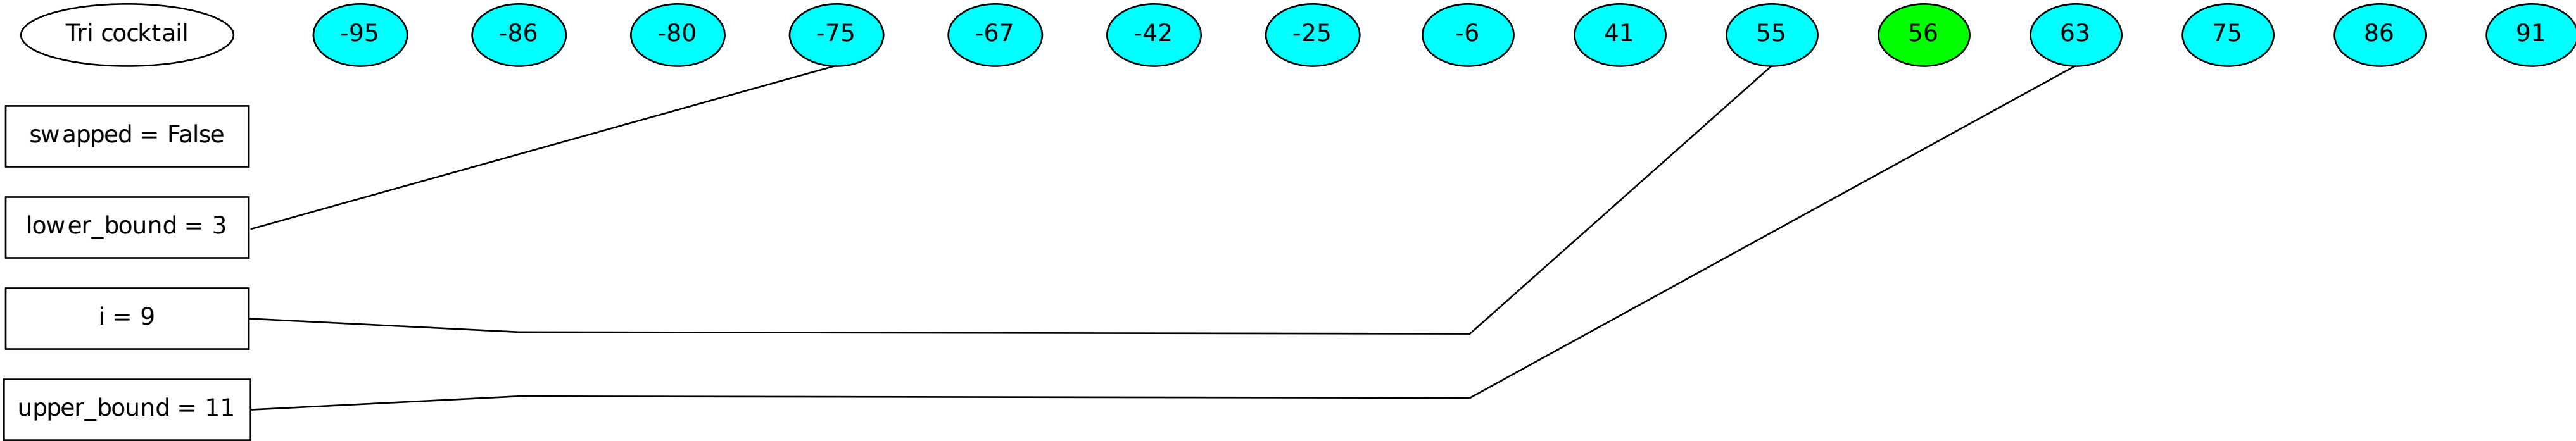 Tri cocktail -95 -86 -80 -75 -67 -42 -25 -6 41 55 56 63 75 86 91
swapped = False
lower_bound = 3
i = 9
upper_bound = 11